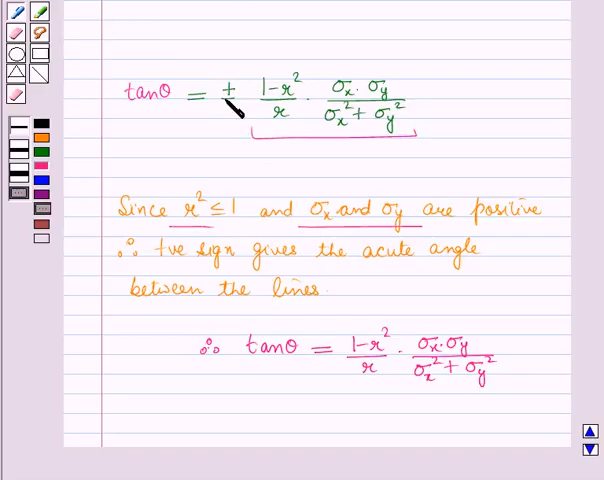 tanθ = ± (1-r²)/r · (σx · σy)/(σx² + σy²)
Since r² ≤ 1 and σx and σy are positive
∴ +ve sign gives the acute angle
between the lines.
∴ tanθ = (1-r²)/r · (σx·σy)/(σx² + σy²)